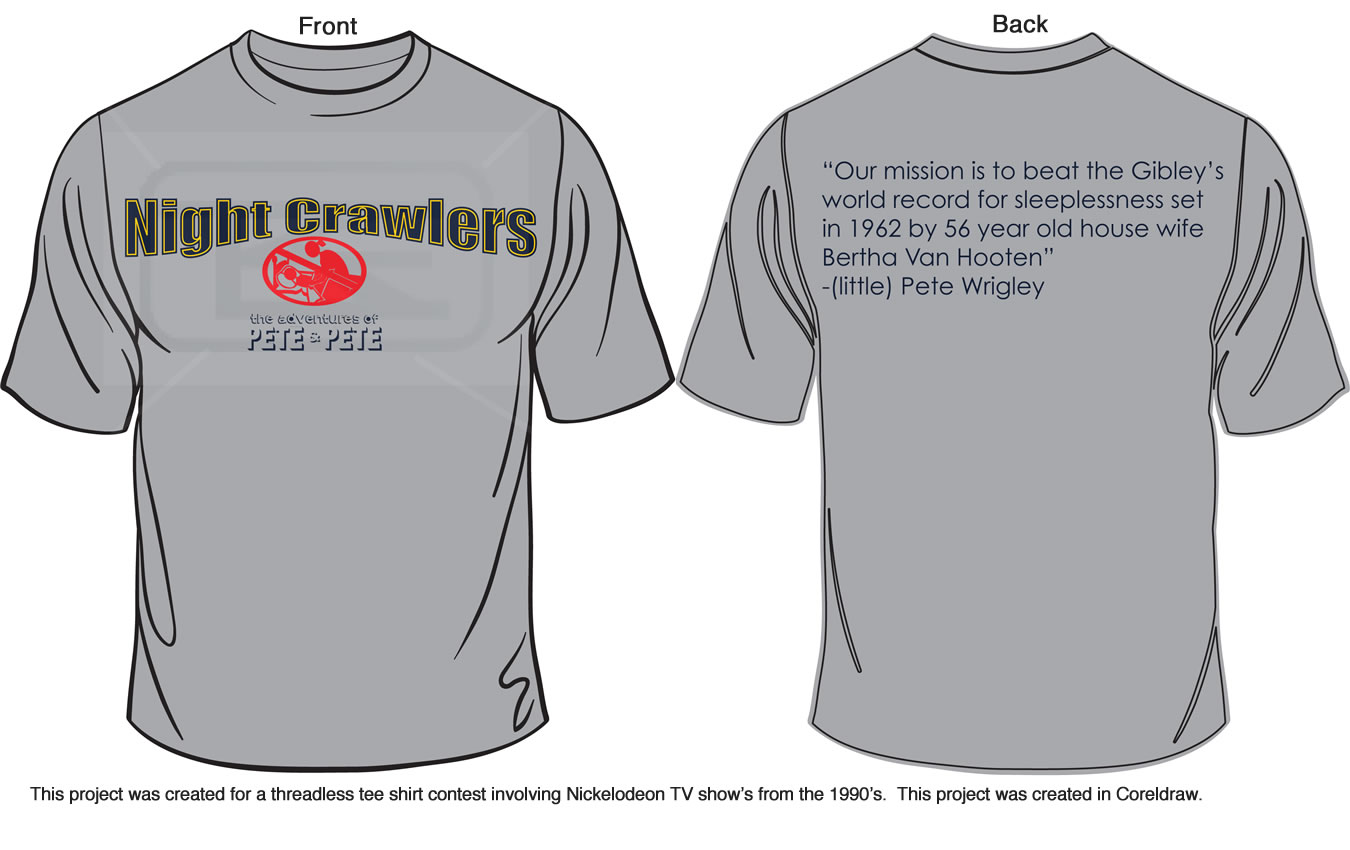 Front
Back
Night Crawlers
the adventures of
PETE & PETE
“Our mission is to beat the Gibley’s
world record for sleeplessness set
in 1962 by 56 year old house wife
Bertha Van Hooten”
-(little) Pete Wrigley
This project was created for a threadless tee shirt contest involving Nickelodeon TV show’s from the 1990’s.  This project was created in Coreldraw.